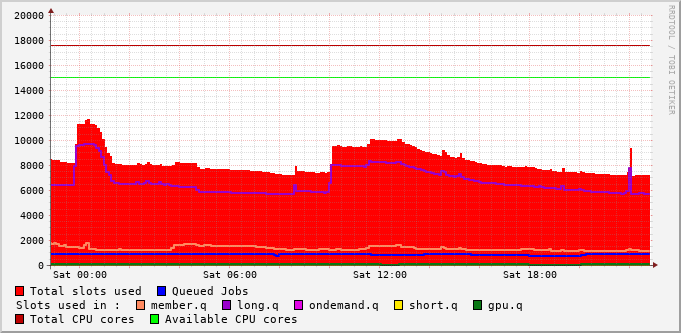 20000
18000
16000
14000
12000
10000
8000
6000
4000
2000
0
Sat 00:00 Sat 06:00 Sat 12:00 Sat 18:00
RRDTOOL / TOBI OETIKER
Total slots used Queued Jobs
Slots used in : member.q long.q ondemand.q short.q gpu.q
Total CPU cores Available CPU cores